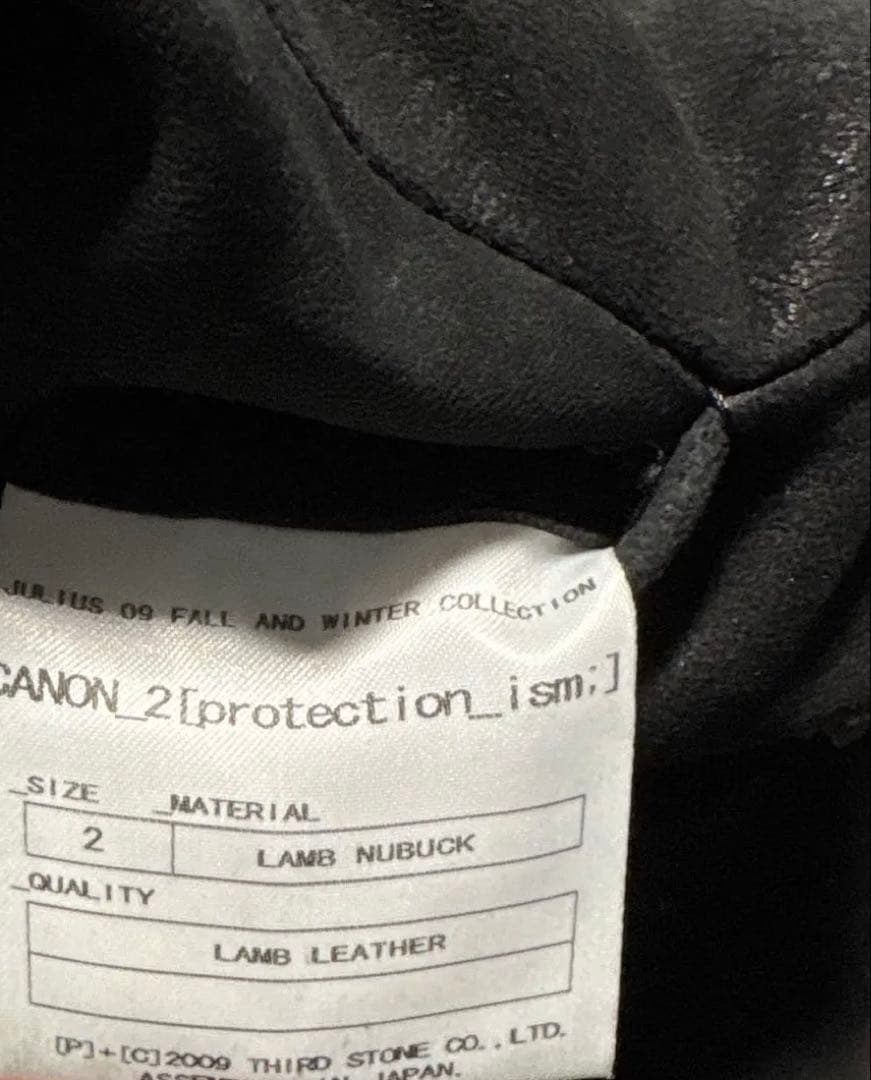 JULIUS 09 FALL AND WINTER COLLECTION
CANON_2[protection_ism;]
_SIZE _MATERIAL
2 LAMB NUBUCK
_QUALITY
LAMB LEATHER
[P]+[C]2009 THIRD STONE CO.,LTD.
JAPAN.